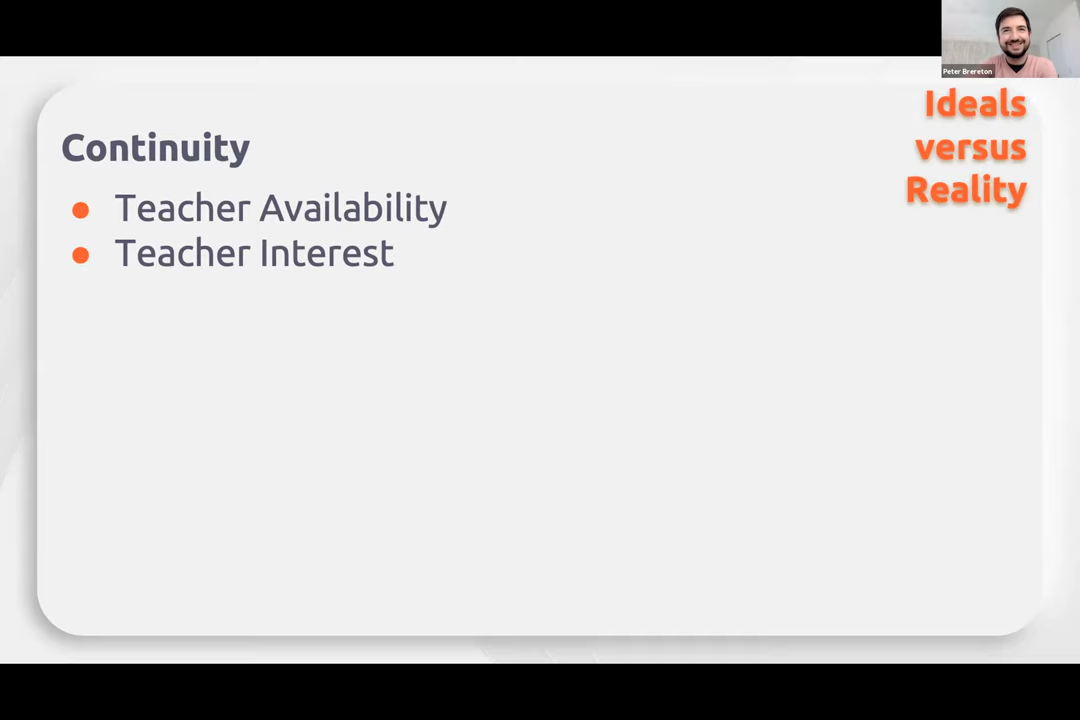 Peter Brereton
Ideals
versus
Reality
Continuity
● Teacher Availability
● Teacher Interest